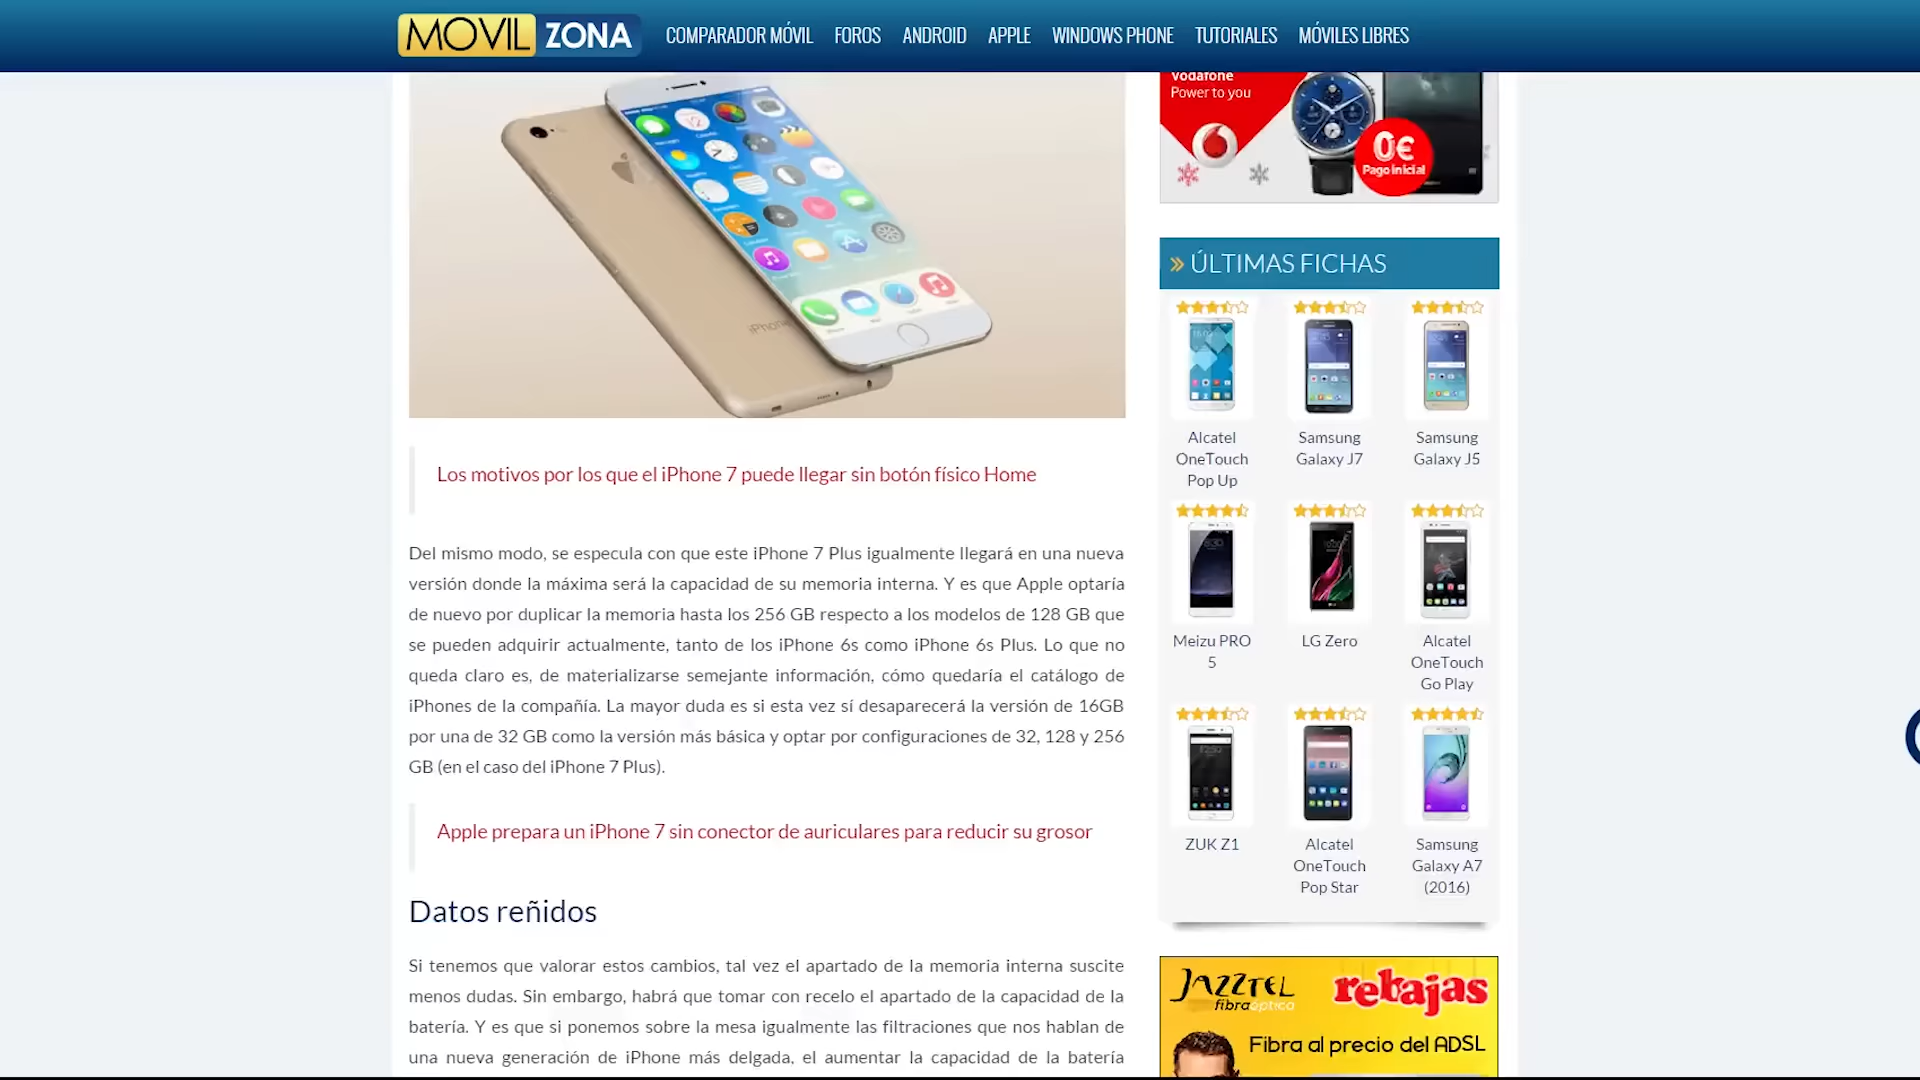 MOVIL ZONA
COMPARADOR MÓVIL FOROS ANDROID APPLE WINDOWS PHONE TUTORIALES MÓVILES LIBRES
iPhone
Los motivos por los que el iPhone 7 puede llegar sin botón físico Home
Del mismo modo, se especula con que este iPhone 7 Plus igualmente llegará en una nueva
versión donde la máxima será la capacidad de su memoria interna. Y es que Apple optaría
de nuevo por duplicar la memoria hasta los 256 GB respecto a los modelos de 128 GB que
se pueden adquirir actualmente, tanto de los iPhone 6s como iPhone 6s Plus. Lo que no
queda claro es, de materializarse semejante información, cómo quedaría el catálogo de
iPhones de la compañía. La mayor duda es si esta vez sí desaparecerá la versión de 16GB
por una de 32 GB como la versión más básica y optar por configuraciones de 32, 128 y 256
GB (en el caso del iPhone 7 Plus).
Apple prepara un iPhone 7 sin conector de auriculares para reducir su grosor
Datos reñidos
Si tenemos que valorar estos cambios, tal vez el apartado de la memoria interna suscite
menos dudas. Sin embargo, habrá que tomar con recelo el apartado de la capacidad de la
batería. Y es que si ponemos sobre la mesa igualmente las filtraciones que nos hablan de
una nueva generación de iPhone más delgada, el aumentar la capacidad de la batería
Vodafone
Power to you
0€
Pago inicial
» ÚLTIMAS FICHAS
Alcatel
OneTouch
Pop Up
Samsung
Galaxy J7
Samsung
Galaxy J5
Meizu PRO
5
LG Zero
Alcatel
OneTouch
Go Play
ZUK Z1
Alcatel
OneTouch
Pop Star
Samsung
Galaxy A7
(2016)
JAZZTEL
fibraóptica
rebajas
Fibra al precio del ADSL